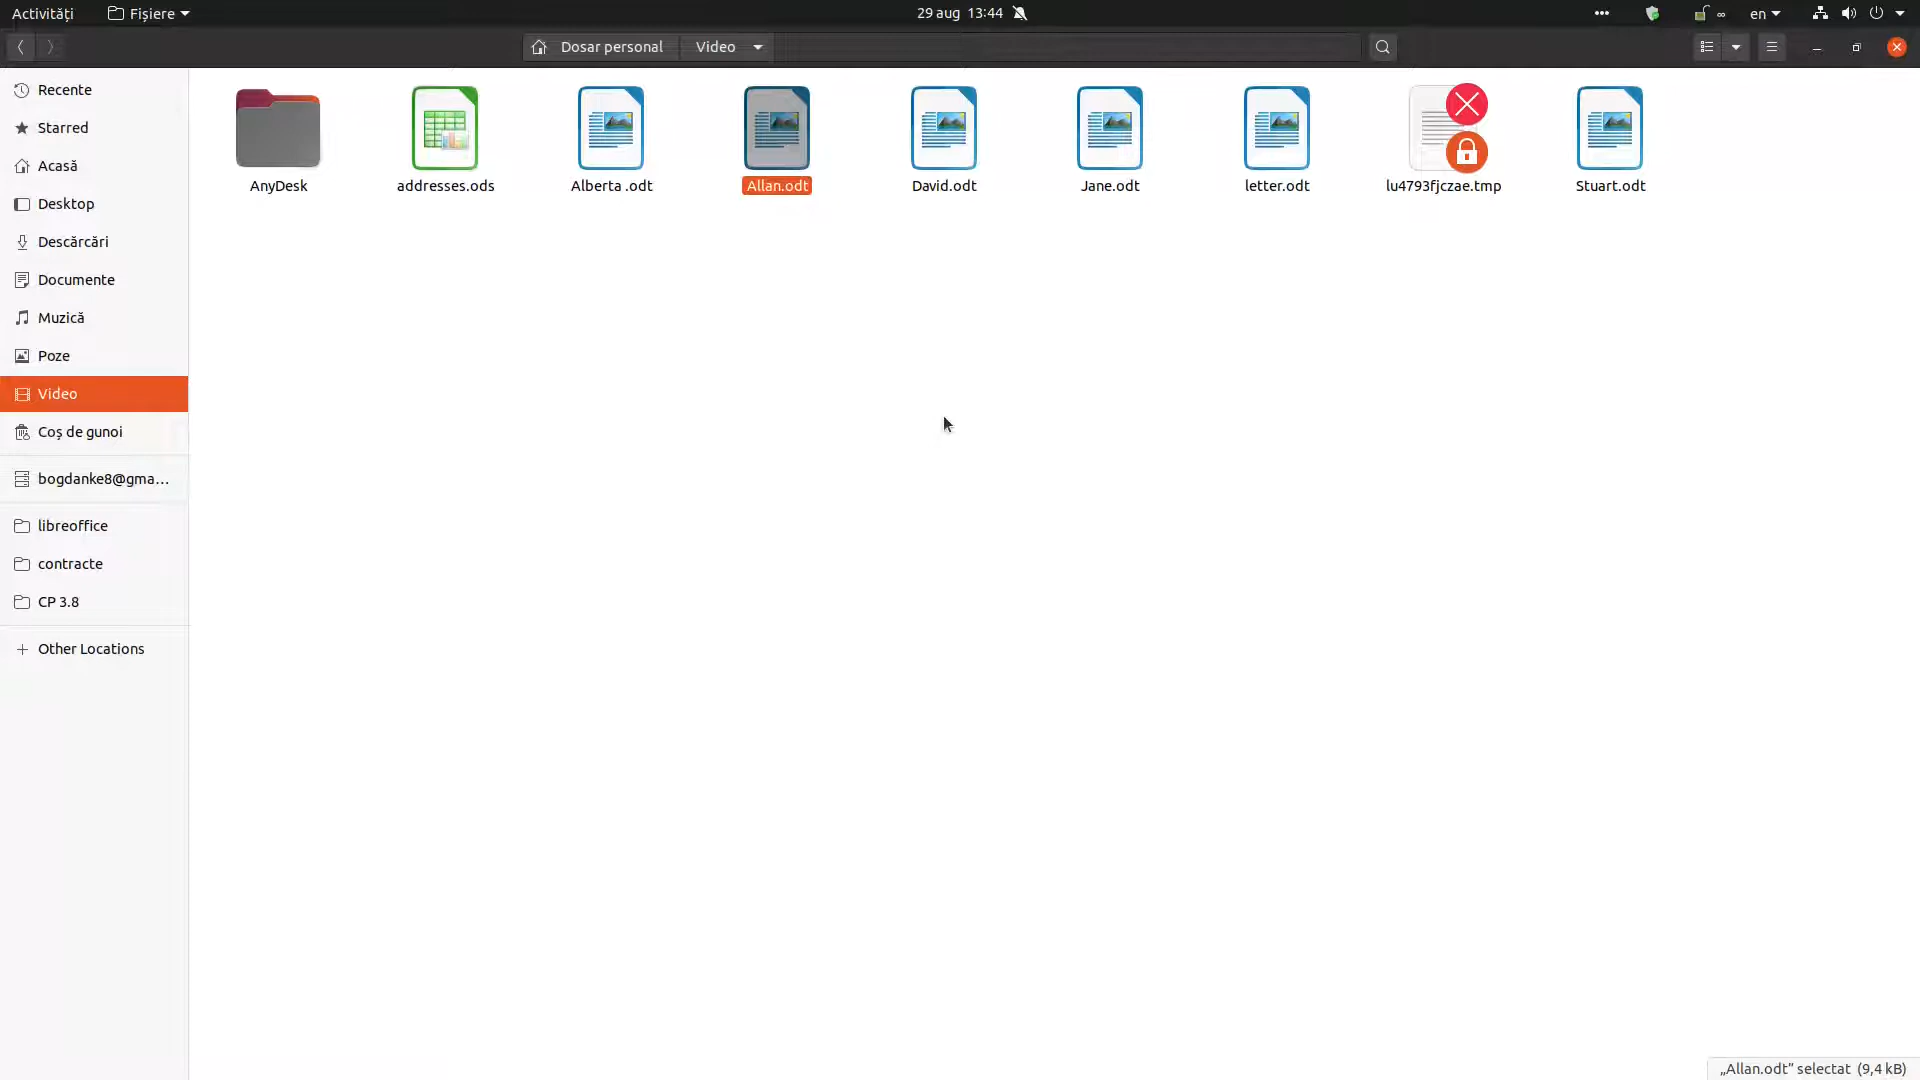 Activități
Fișiere
29 aug 13:44
∞
en
Dosar personal
Video
Recente
Starred
Acasă
Desktop
Descărcări
Documente
Muzică
Poze
Video
Coș de gunoi
bogdanke8@gma...
libreoffice
contracte
CP 3.8
Other Locations
AnyDesk
addresses.ods
Alberta .odt
Allan.odt
David.odt
Jane.odt
letter.odt
lu4793fjczae.tmp
Stuart.odt
„Allan.odt” selectat (9,4 kB)